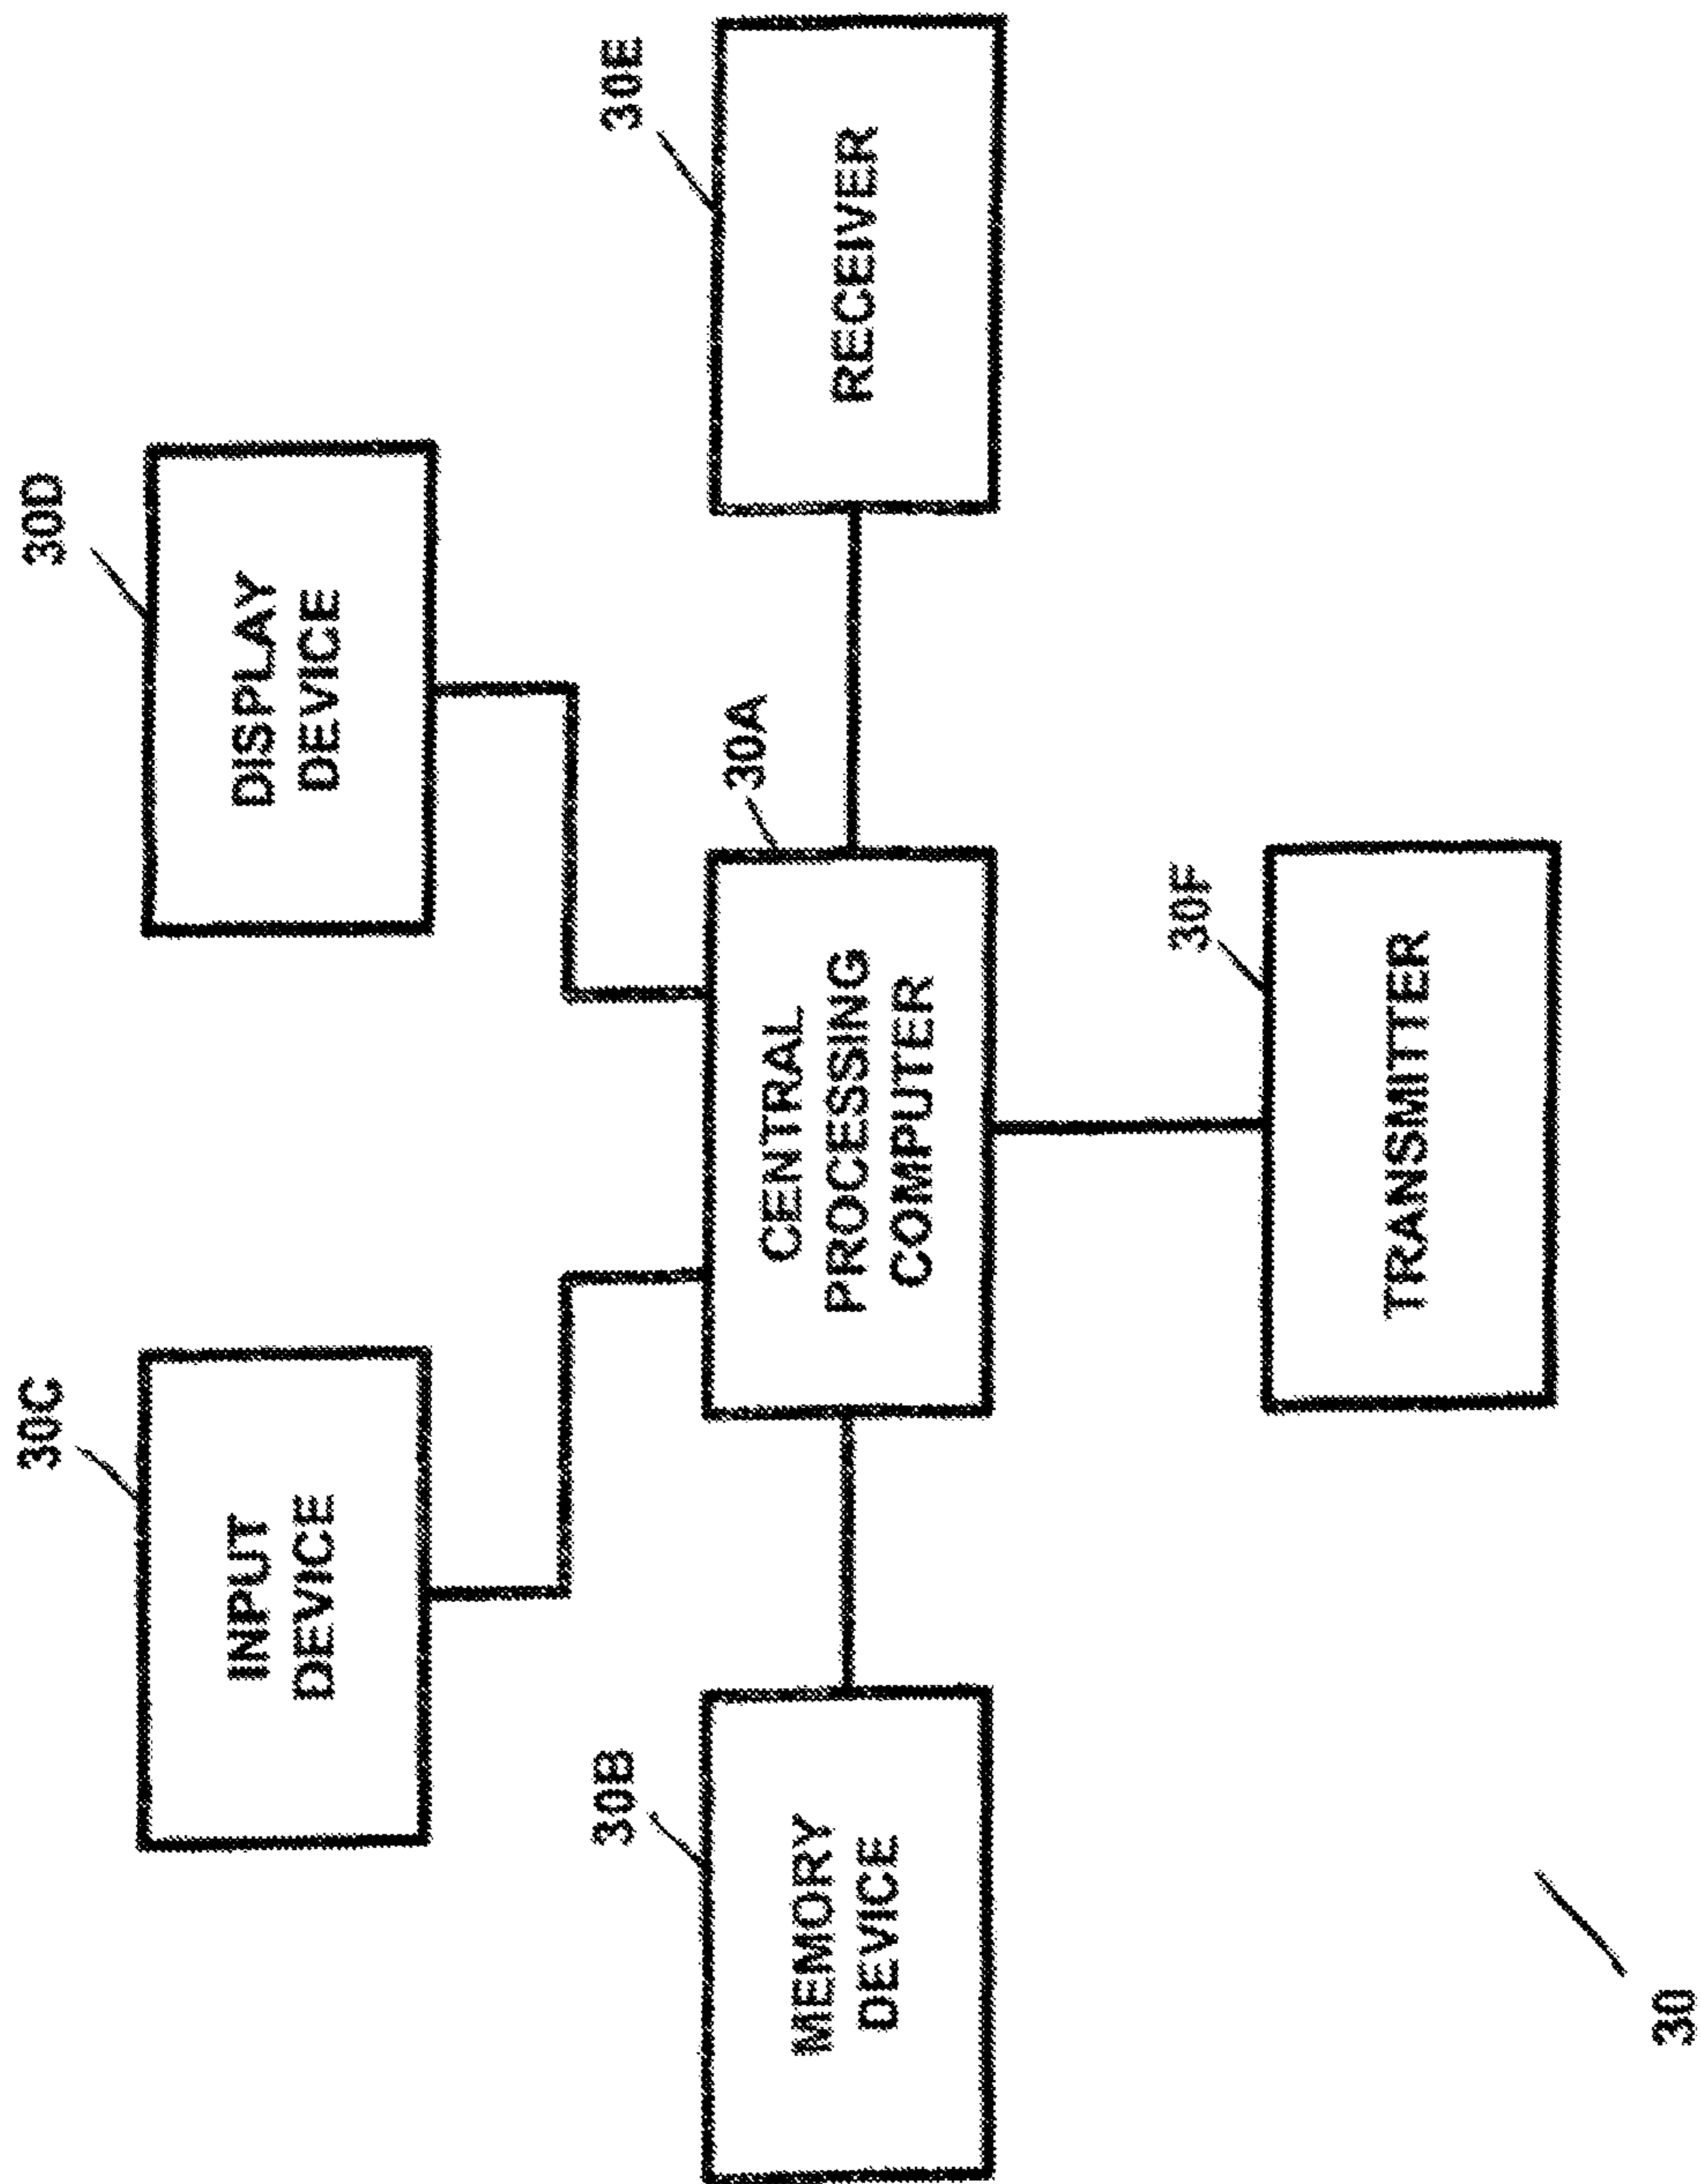 30C
INPUT
DEVICE
30D
DISPLAY
DEVICE
30B
MEMORY
DEVICE
30A
CENTRAL
PROCESSING
COMPUTER
30E
RECEIVER
30F
TRANSMITTER
30